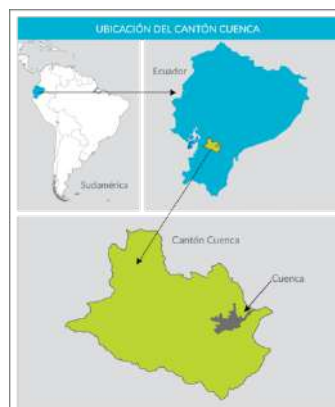 UBICACIÓN DEL CANTÓN CUENCA
Ecuador
Sudamérica
Cantón Cuenca
Cuenca